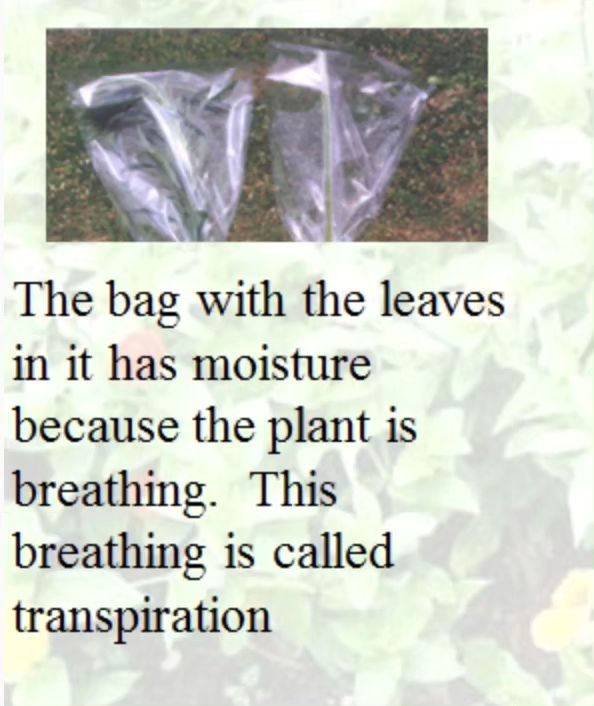 The bag with the leaves
in it has moisture
because the plant is
breathing.  This
breathing is called
transpiration